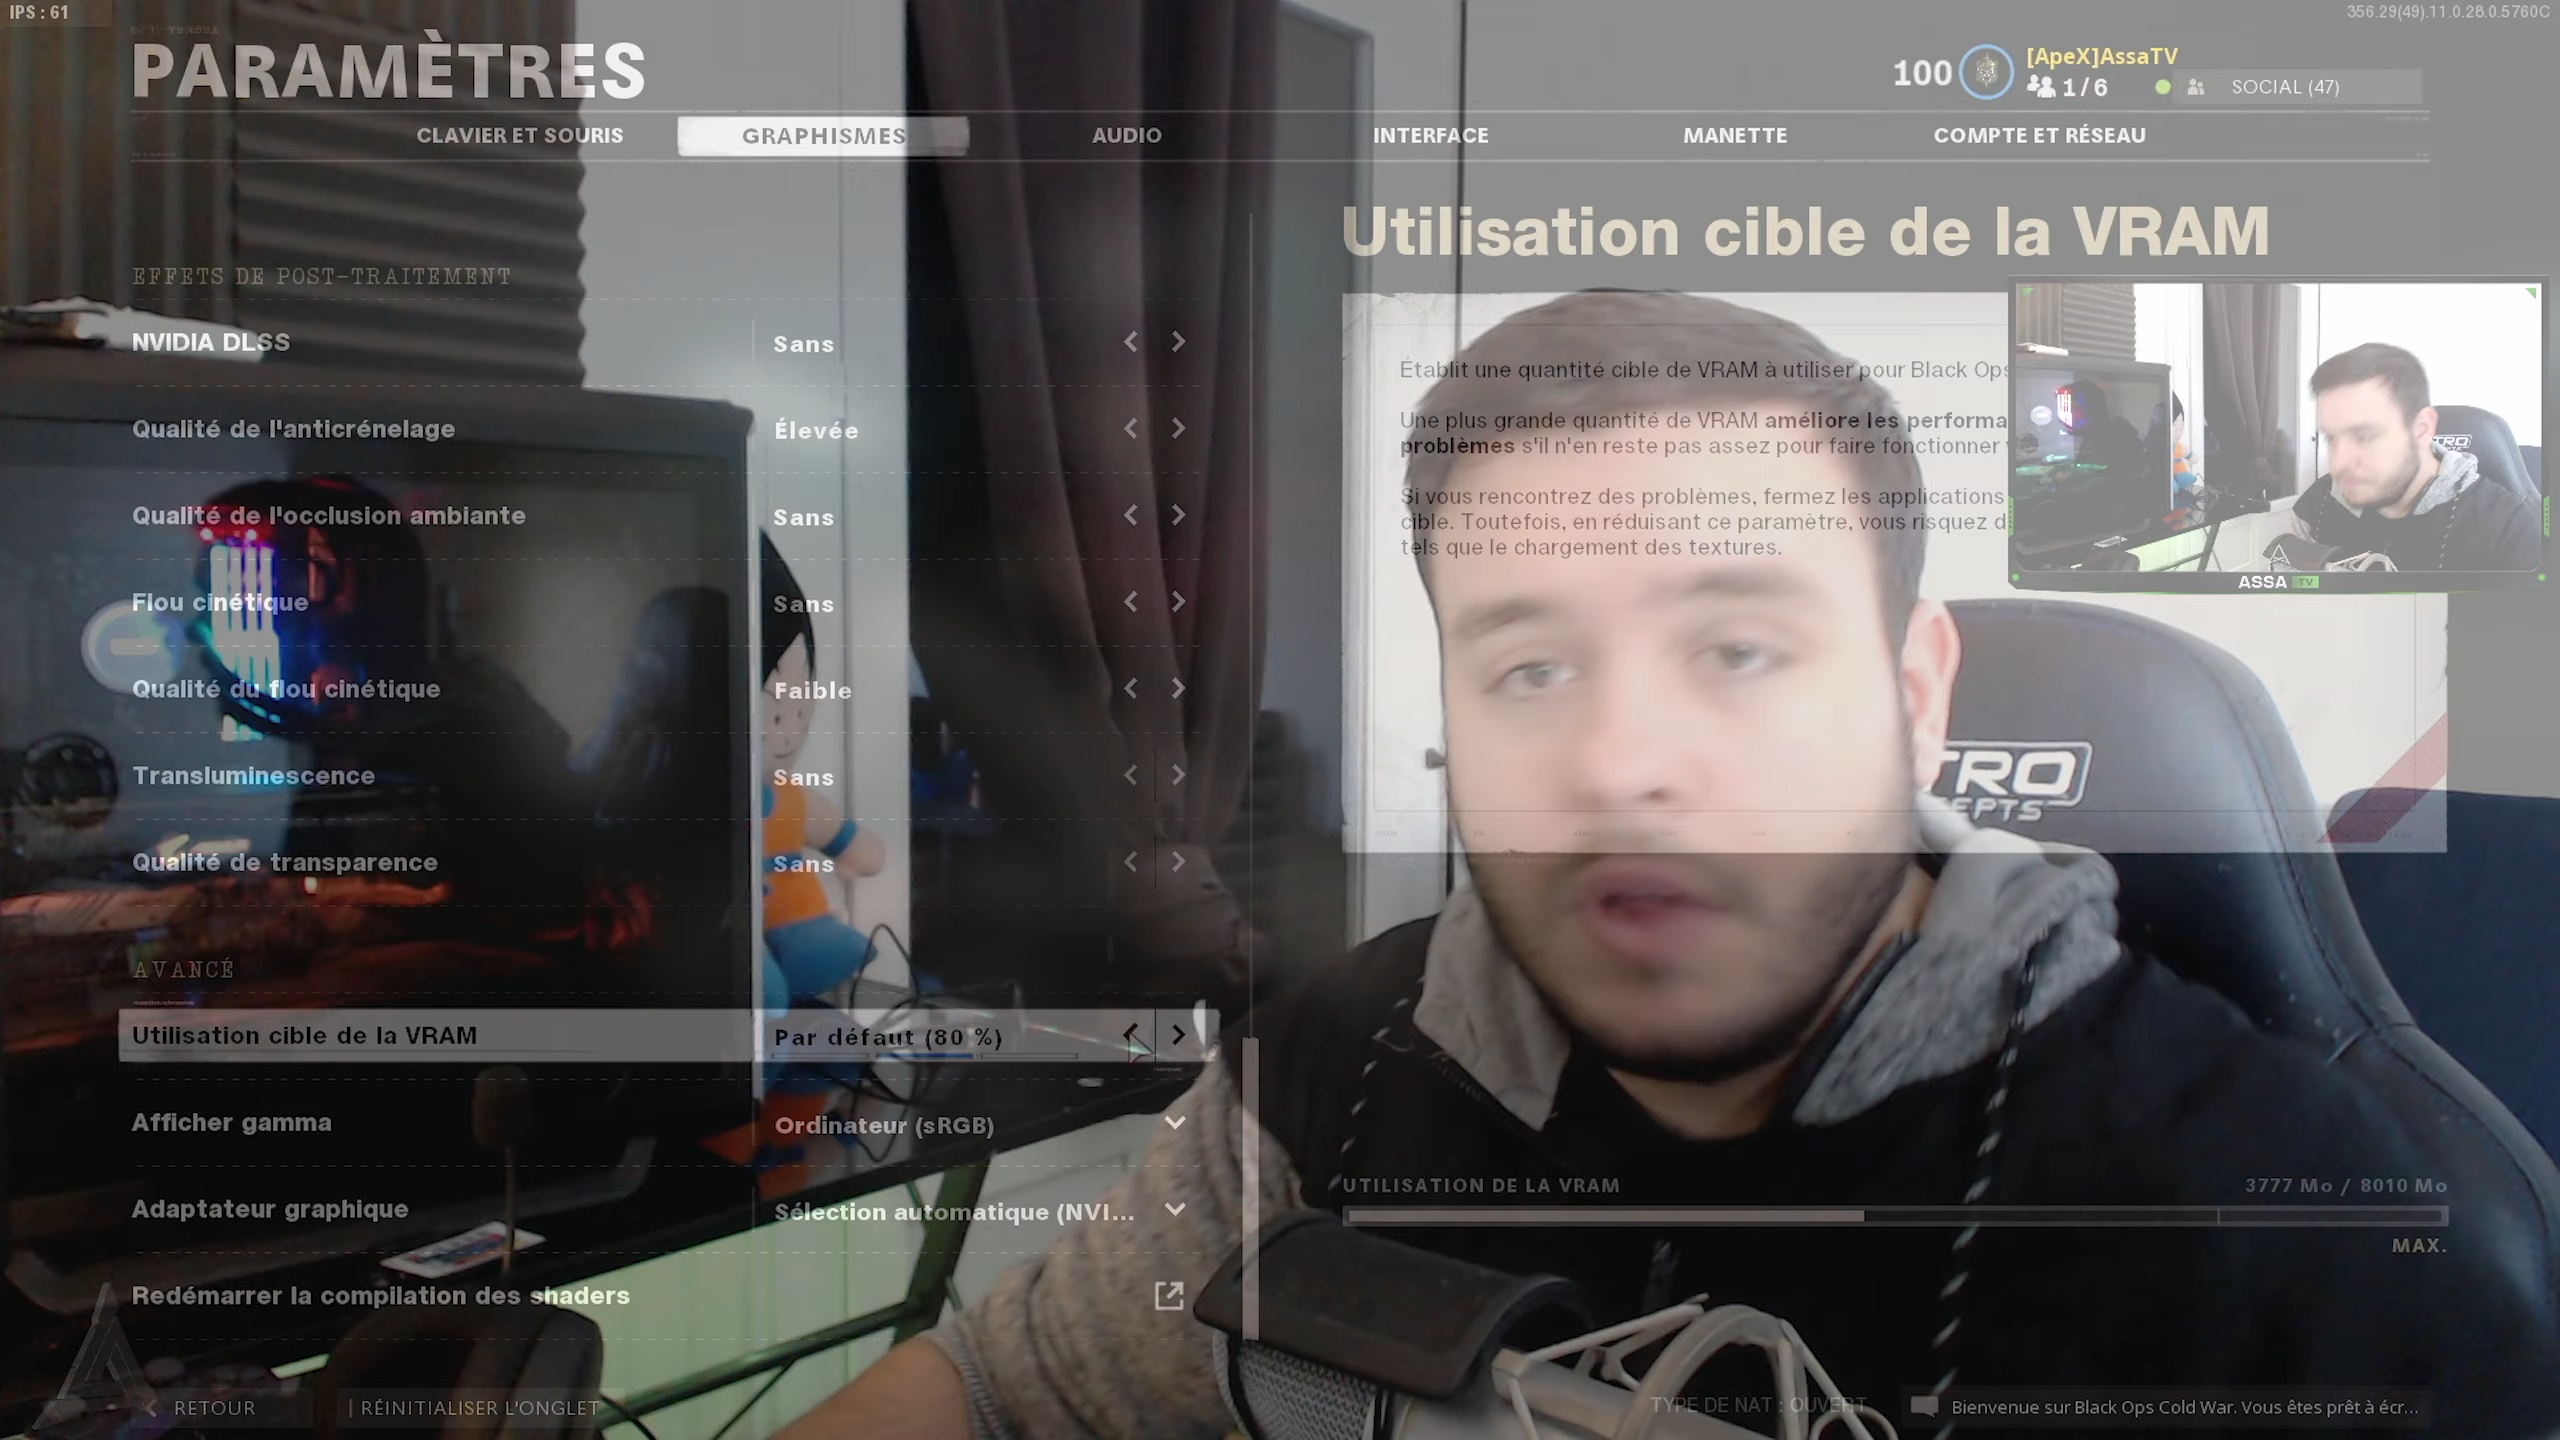 IPS : 61
356.29(49).11.0.28.0.5760C
PARAMÈTRES
100
[ApeX]AssaTV
1/6
SOCIAL (47)
CLAVIER ET SOURIS
GRAPHISMES
AUDIO
INTERFACE
MANETTE
COMPTE ET RÉSEAU
EFFETS DE POST-TRAITEMENT
NVIDIA DLSS
Sans
Qualité de l'anticrénelage
Élevée
Qualité de l'occlusion ambiante
Sans
Flou cinétique
Sans
Qualité du flou cinétique
Faible
Transluminescence
Sans
Qualité de transparence
Sans
AVANCÉ
Utilisation cible de la VRAM
Par défaut (80 %)
Afficher gamma
Ordinateur (sRGB)
Adaptateur graphique
Sélection automatique (NVI...
Redémarrer la compilation des shaders
Utilisation cible de la VRAM
Établit une quantité cible de VRAM à utiliser pour Black Ops
Une plus grande quantité de VRAM améliore les performa
problèmes s'il n'en reste pas assez pour faire fonctionner
Si vous rencontrez des problèmes, fermez les applications
cible. Toutefois, en réduisant ce paramètre, vous risquez d
tels que le chargement des textures.
TRO
ASSA TV
TRO
EPTS
UTILISATION DE LA VRAM
3777 Mo / 8010 Mo
MAX.
RETOUR
RÉINITIALISER L'ONGLET
TYPE DE NAT : OUVERT
Bienvenue sur Black Ops Cold War. Vous êtes prêt à écr...